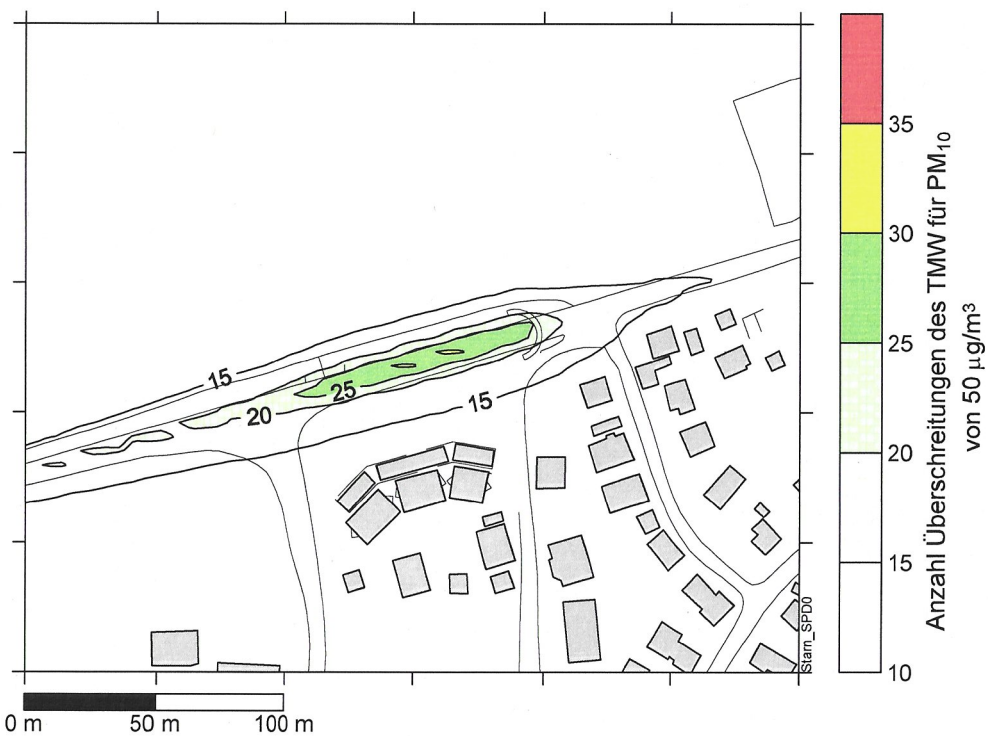 15
20
25
15
Starn_SPD0
0 m
50 m
100 m
35
30
25
20
15
10
Anzahl Überschreitungen des TMW für PM₁₀
von 50 µg/m³